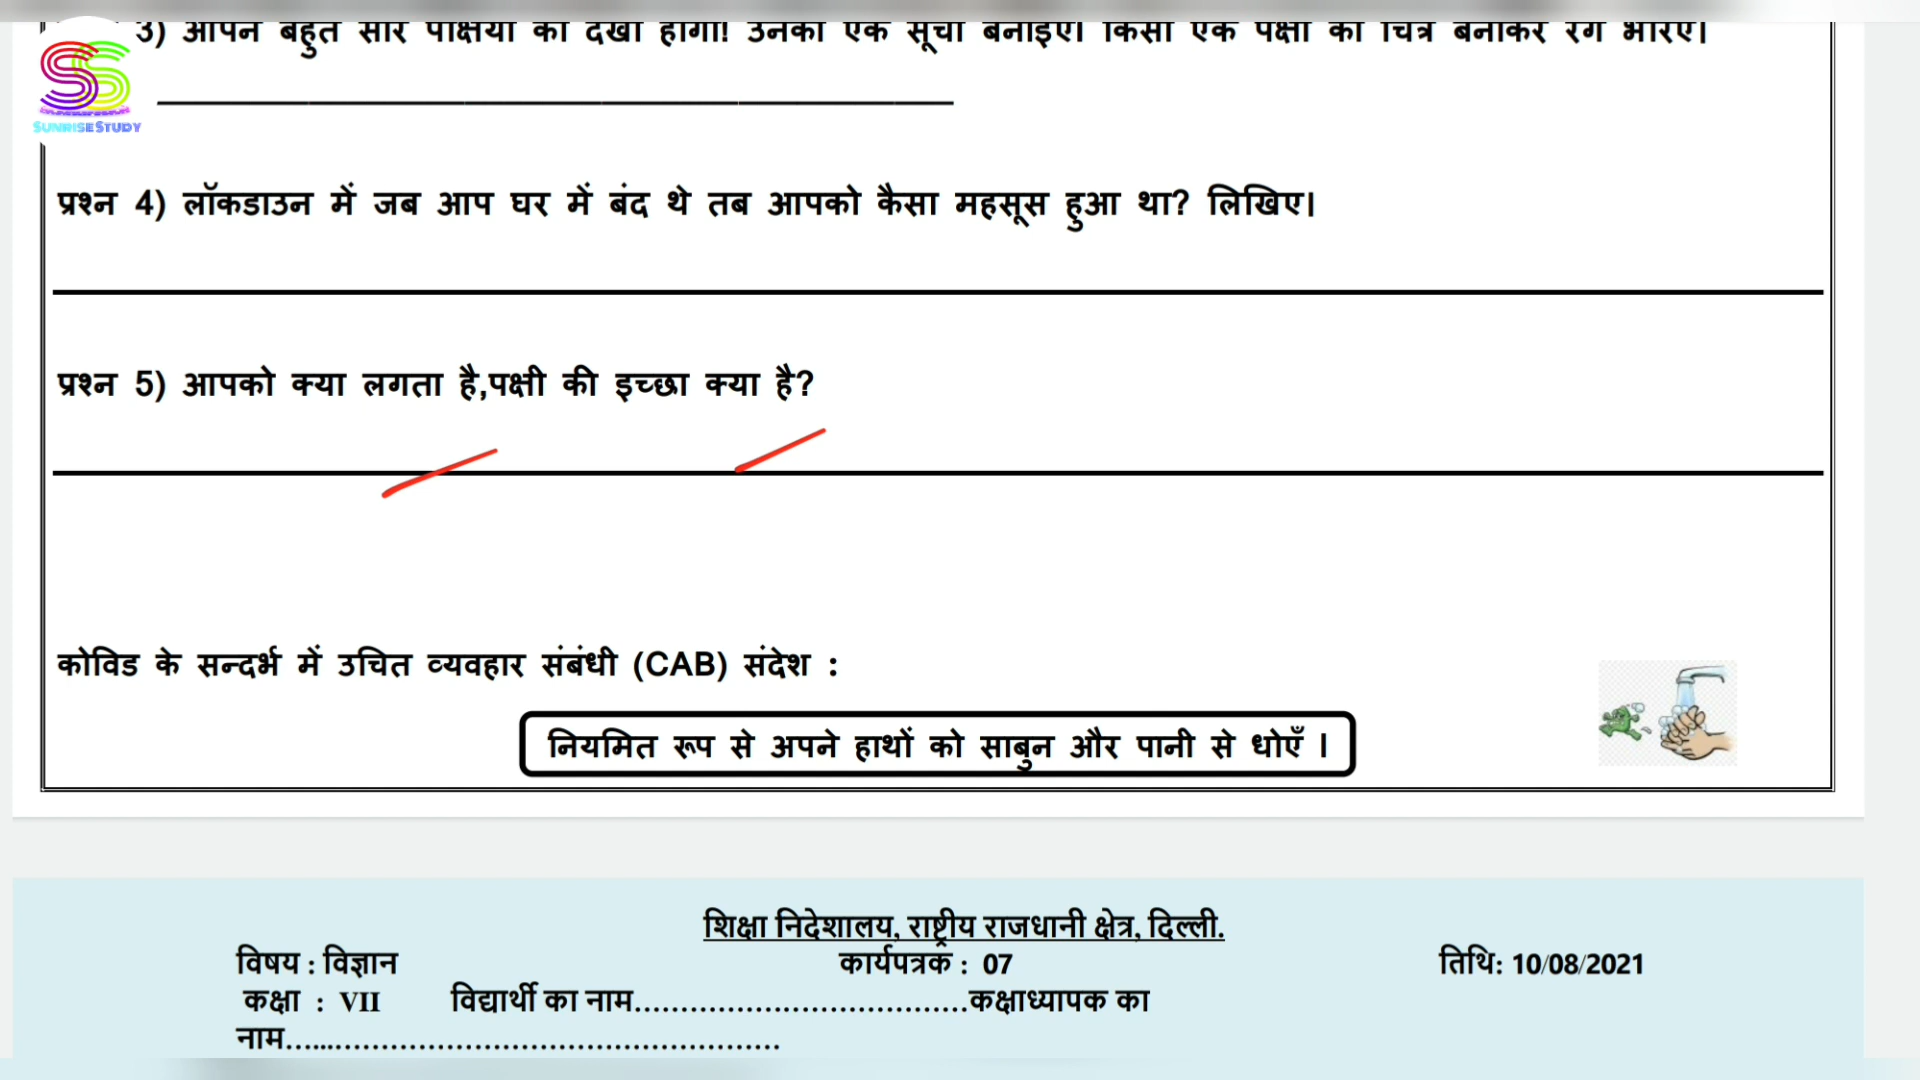 3) आपने बहुत सारे पक्षियों को देखा होगा! उनकी एक सूची बनाइए। किसी एक पक्षी का चित्र बनाकर रंग भरिए।
SUNRISESTUDY
प्रश्न 4) लॉकडाउन में जब आप घर में बंद थे तब आपको कैसा महसूस हुआ था? लिखिए।
प्रश्न 5) आपको क्या लगता है,पक्षी की इच्छा क्या है?
कोविड के सन्दर्भ में उचित व्यवहार संबंधी (CAB) संदेश :
नियमित रूप से अपने हाथों को साबुन और पानी से धोएँ ।
शिक्षा निदेशालय, राष्ट्रीय राजधानी क्षेत्र, दिल्ली.
विषय : विज्ञान कार्यपत्रक : 07 तिथि: 10/08/2021
कक्षा : VII विद्यार्थी का नाम..................................कक्षाध्यापक का
नाम.................................................